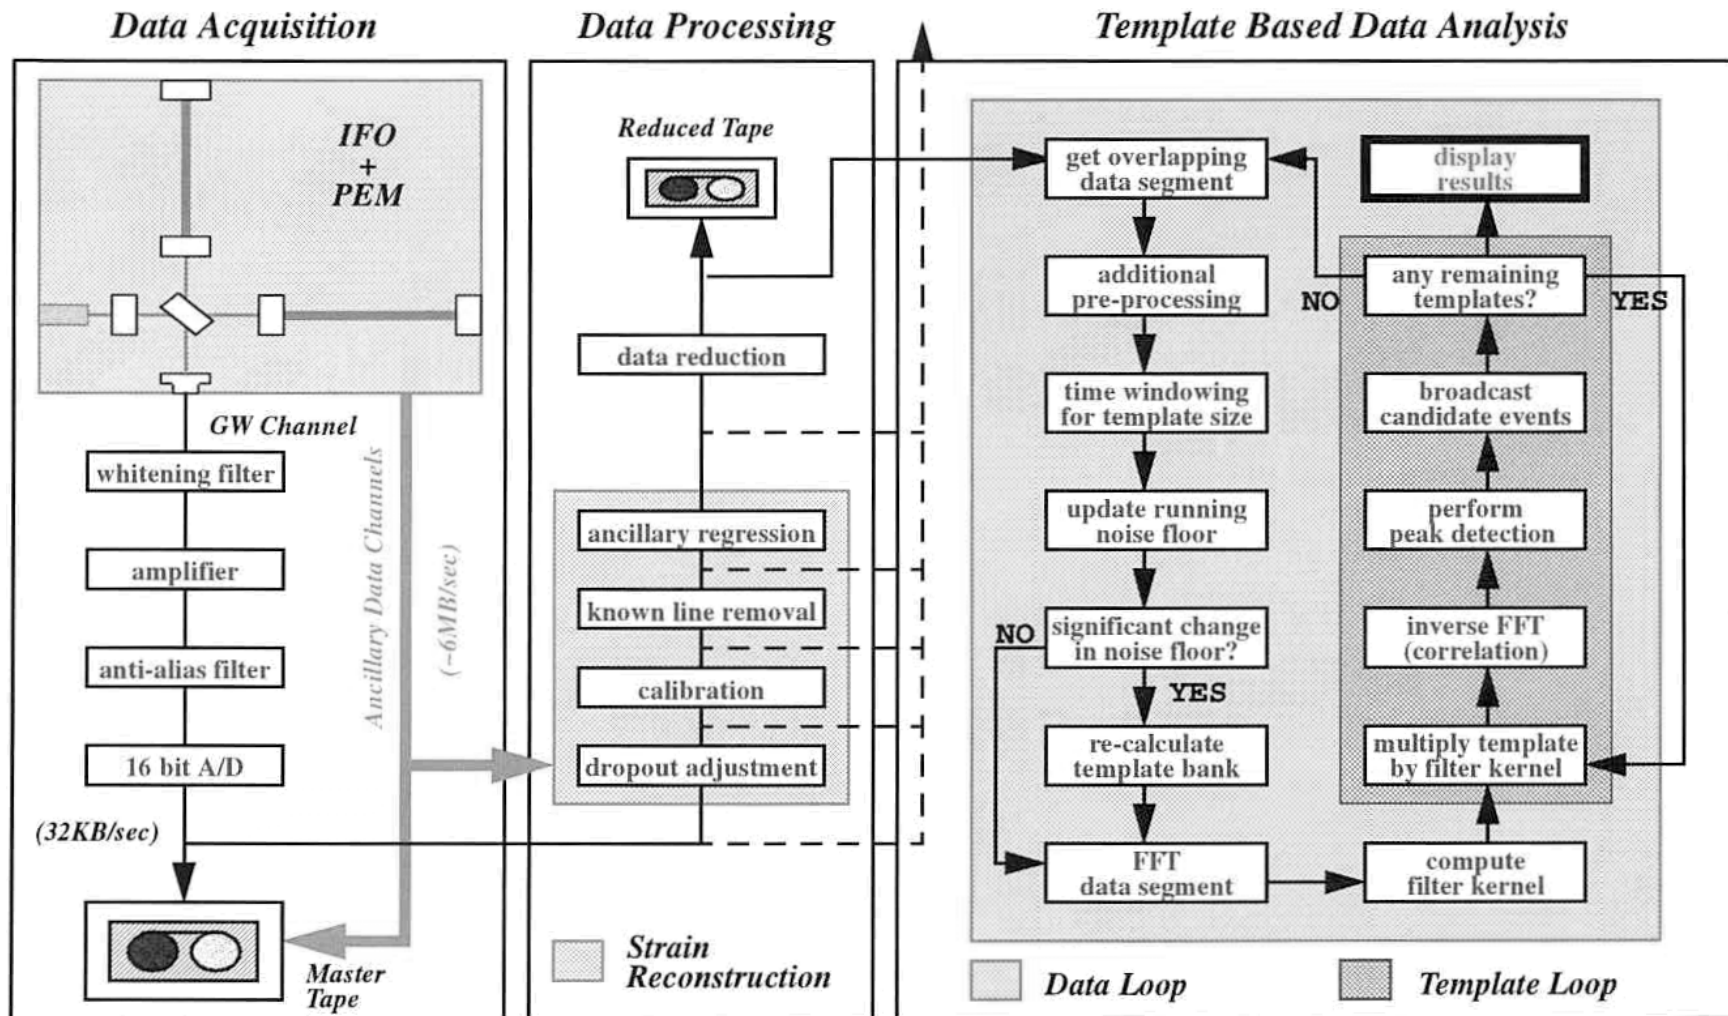 Data Acquisition
IFO
+
PEM
GW Channel
whitening filter
amplifier
anti-alias filter
16 bit A/D
(32KB/sec)
Ancillary Data Channels
(~6MB/sec)
Master
Tape
Data Processing
Reduced Tape
data reduction
ancillary regression
known line removal
calibration
dropout adjustment
Strain
Reconstruction
Template Based Data Analysis
get overlapping
data segment
additional
pre-processing
time windowing
for template size
update running
noise floor
significant change
in noise floor?
NO
YES
re-calculate
template bank
FFT
data segment
display
results
any remaining
templates?
NO
YES
broadcast
candidate events
perform
peak detection
inverse FFT
(correlation)
multiply template
by filter kernel
compute
filter kernel
Data Loop
Template Loop